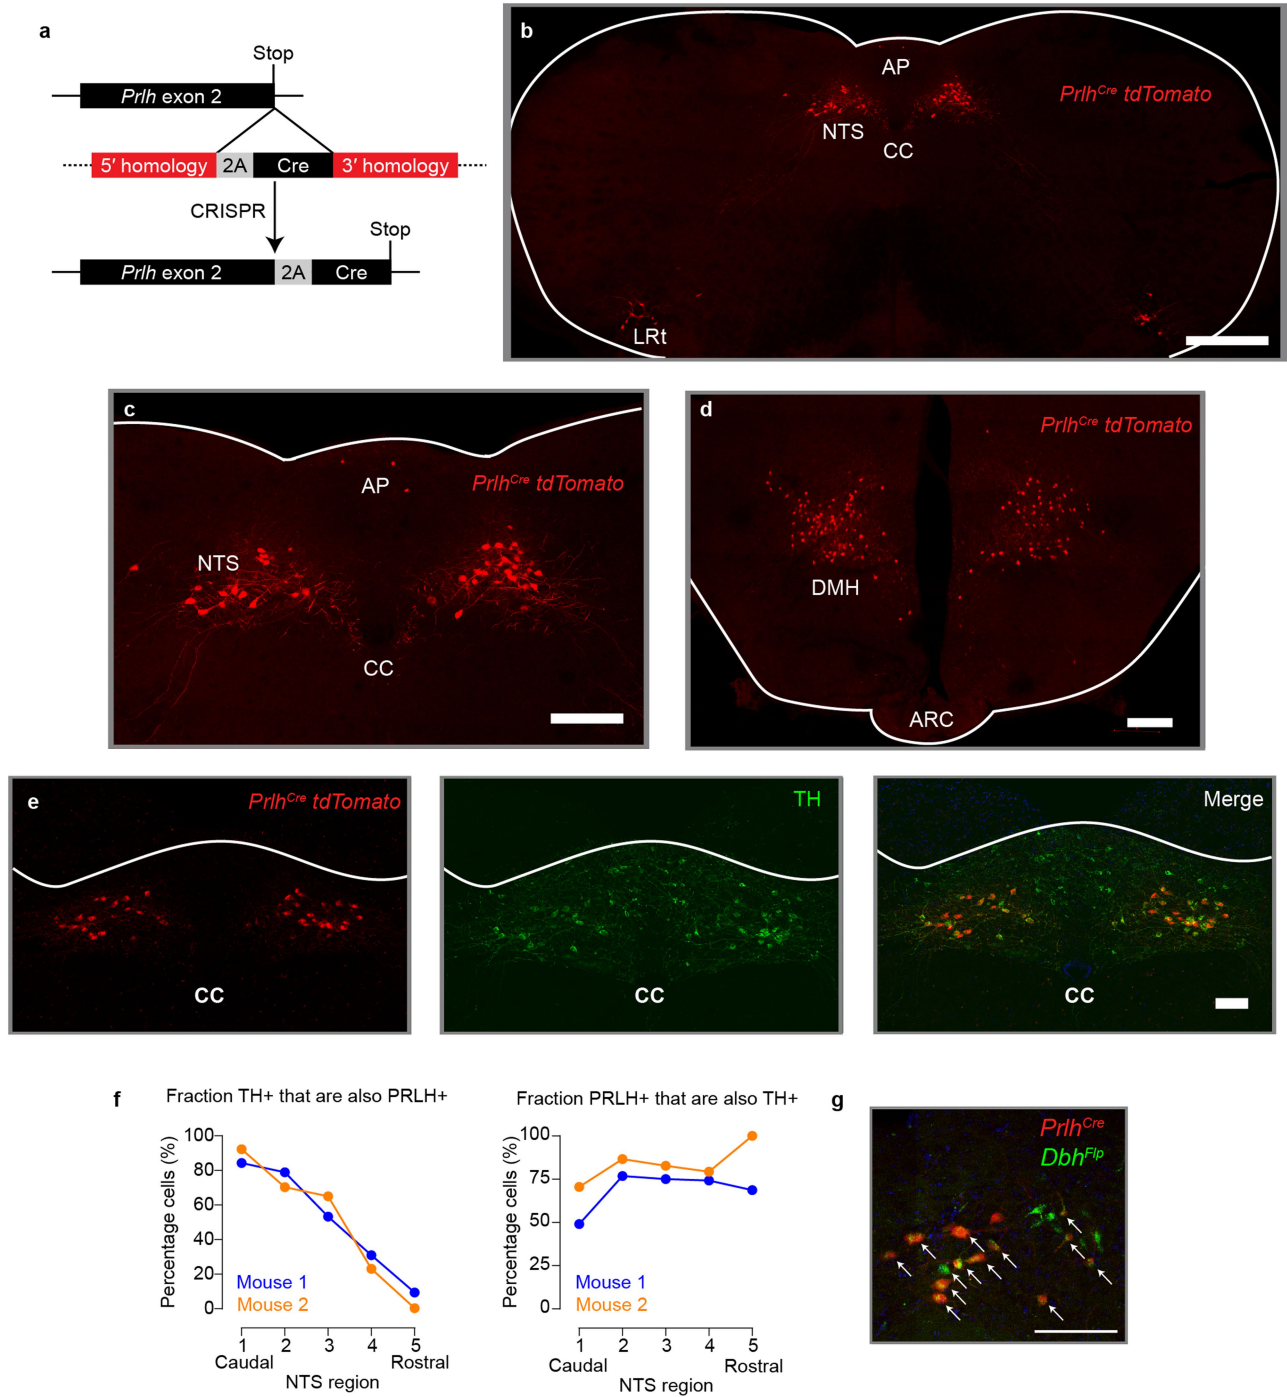 a
Stop
Prlh exon 2
5′ homology 2A Cre 3′ homology
CRISPR
Stop
Prlh exon 2 2A Cre
b
AP
PrlhCre tdTomato
NTS
CC
LRt
c
AP
PrlhCre tdTomato
NTS
CC
d
PrlhCre tdTomato
DMH
ARC
e
PrlhCre tdTomato
CC
TH
CC
Merge
CC
f
Fraction TH+ that are also PRLH+
Percentage cells (%)
100
80
60
40
20
0
Mouse 1
Mouse 2
1 2 3 4 5
Caudal Rostral
NTS region
Fraction PRLH+ that are also TH+
Percentage cells (%)
100
75
50
25
0
Mouse 1
Mouse 2
1 2 3 4 5
Caudal Rostral
NTS region
g
PrlhCre
DbhFlp